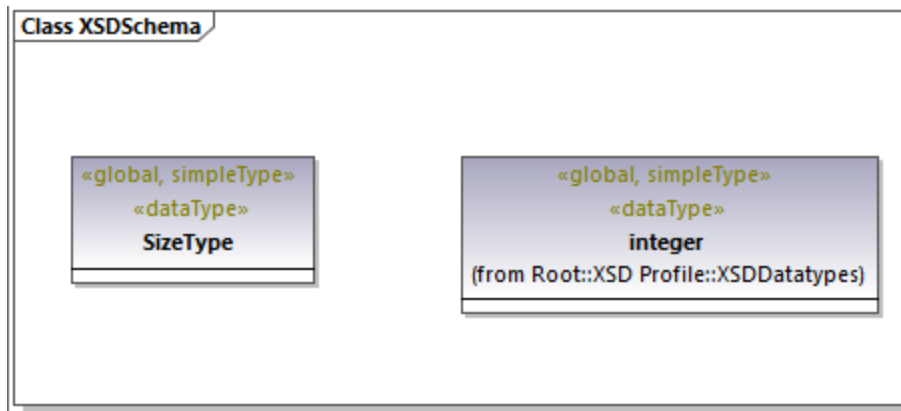 Class XSDSchema
«global, simpleType»
«dataType»
SizeType
«global, simpleType»
«dataType»
integer
(from Root::XSD Profile::XSDDatatypes)